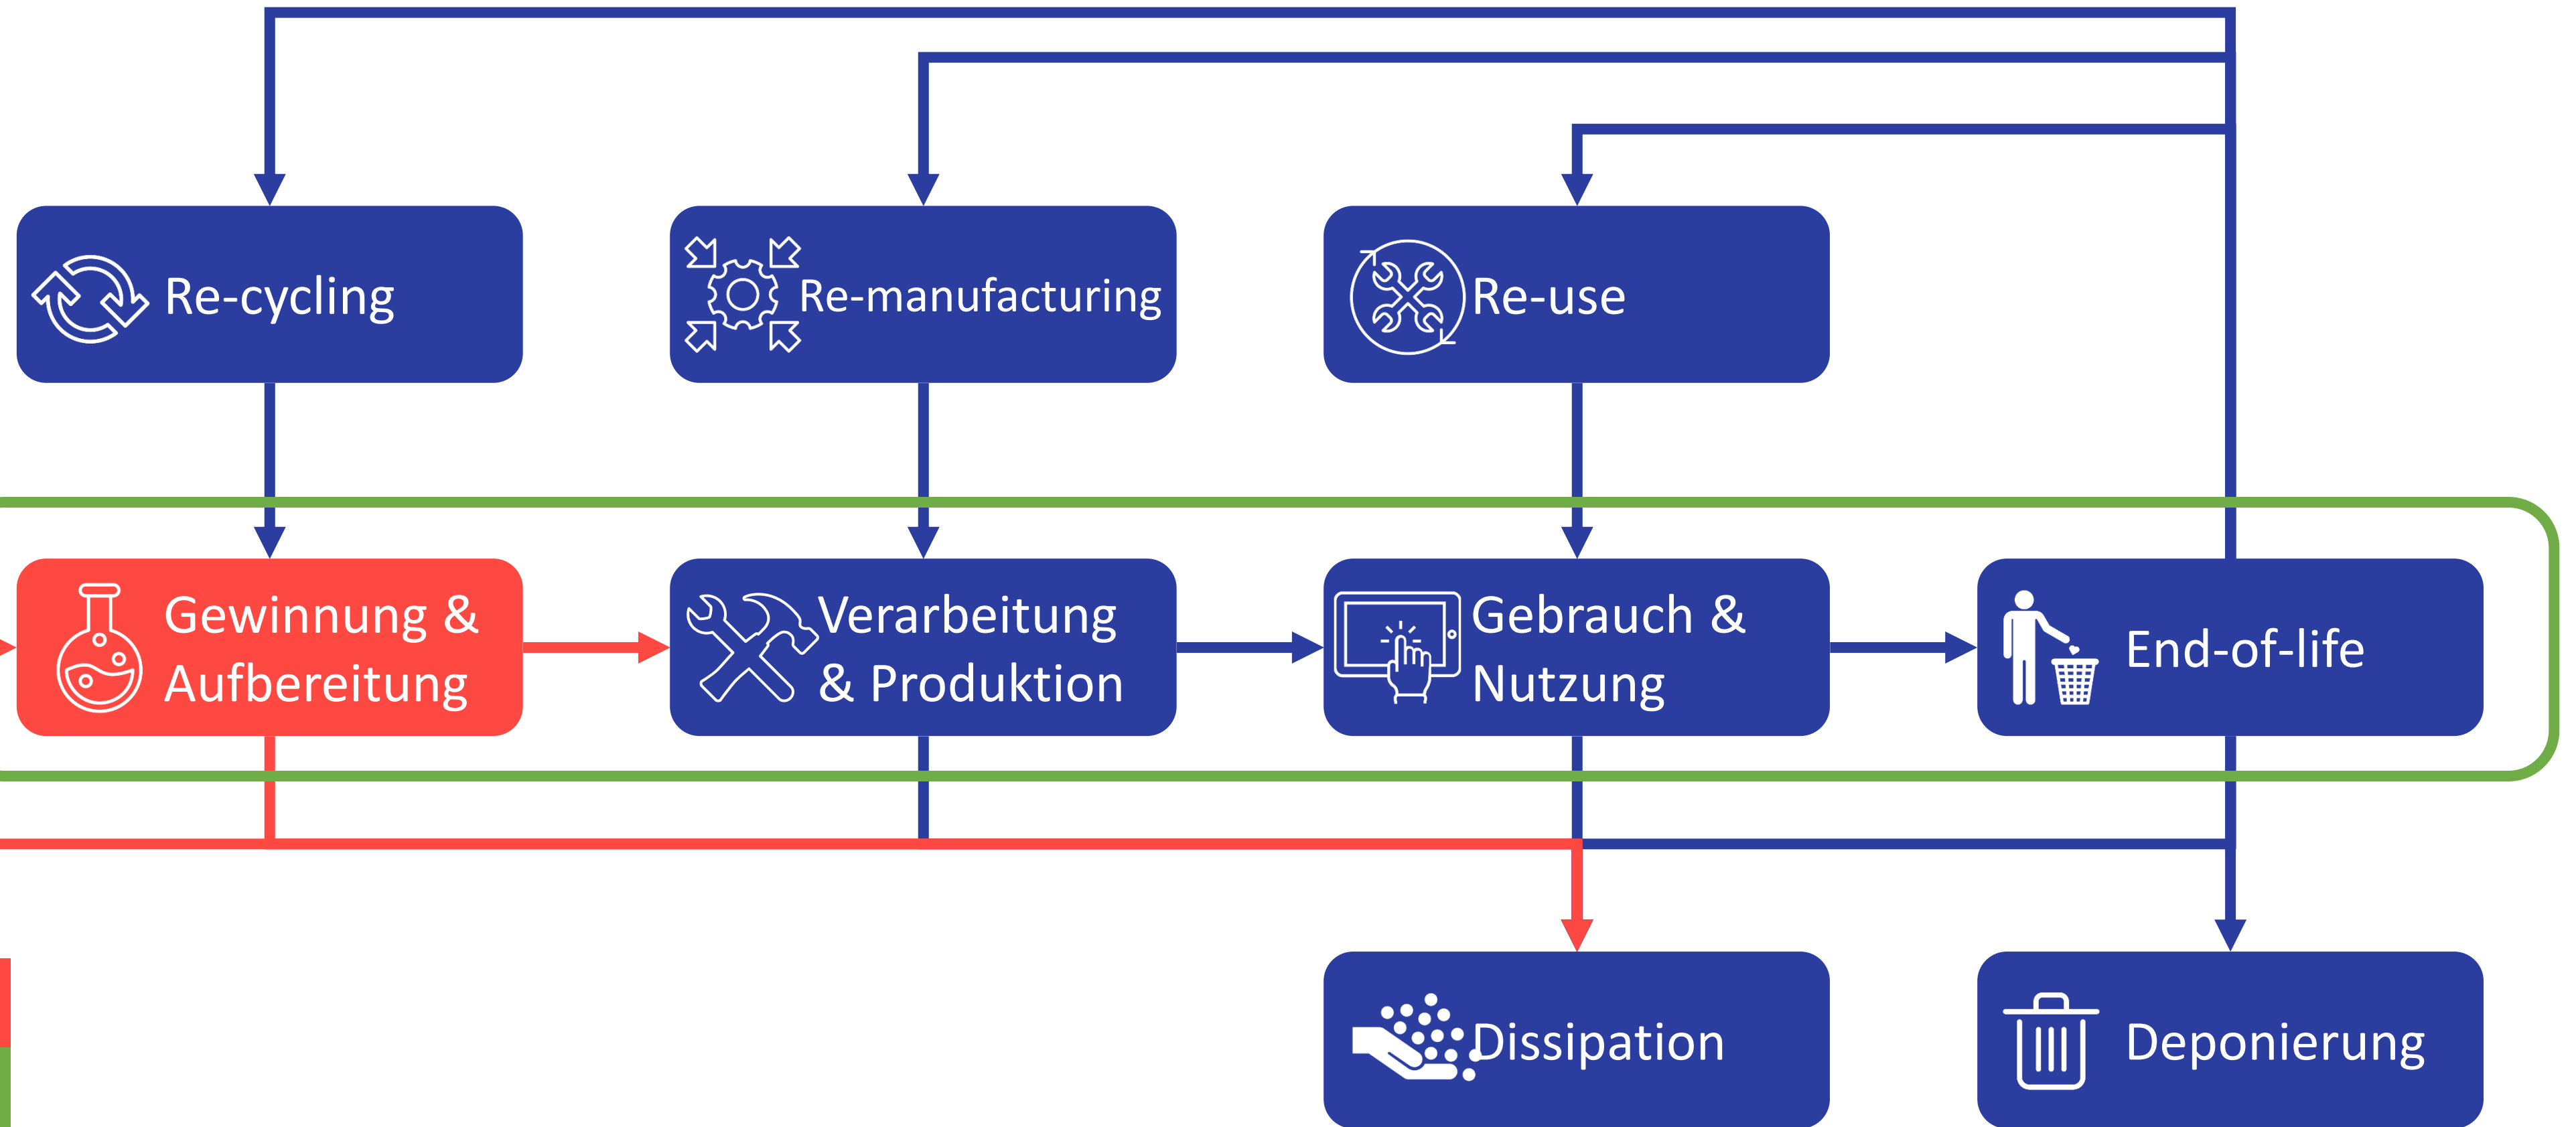 Re-cycling
Re-manufacturing
Re-use
Gewinnung &
Aufbereitung
Verarbeitung
& Produktion
Gebrauch &
Nutzung
End-of-life
Dissipation
Deponierung